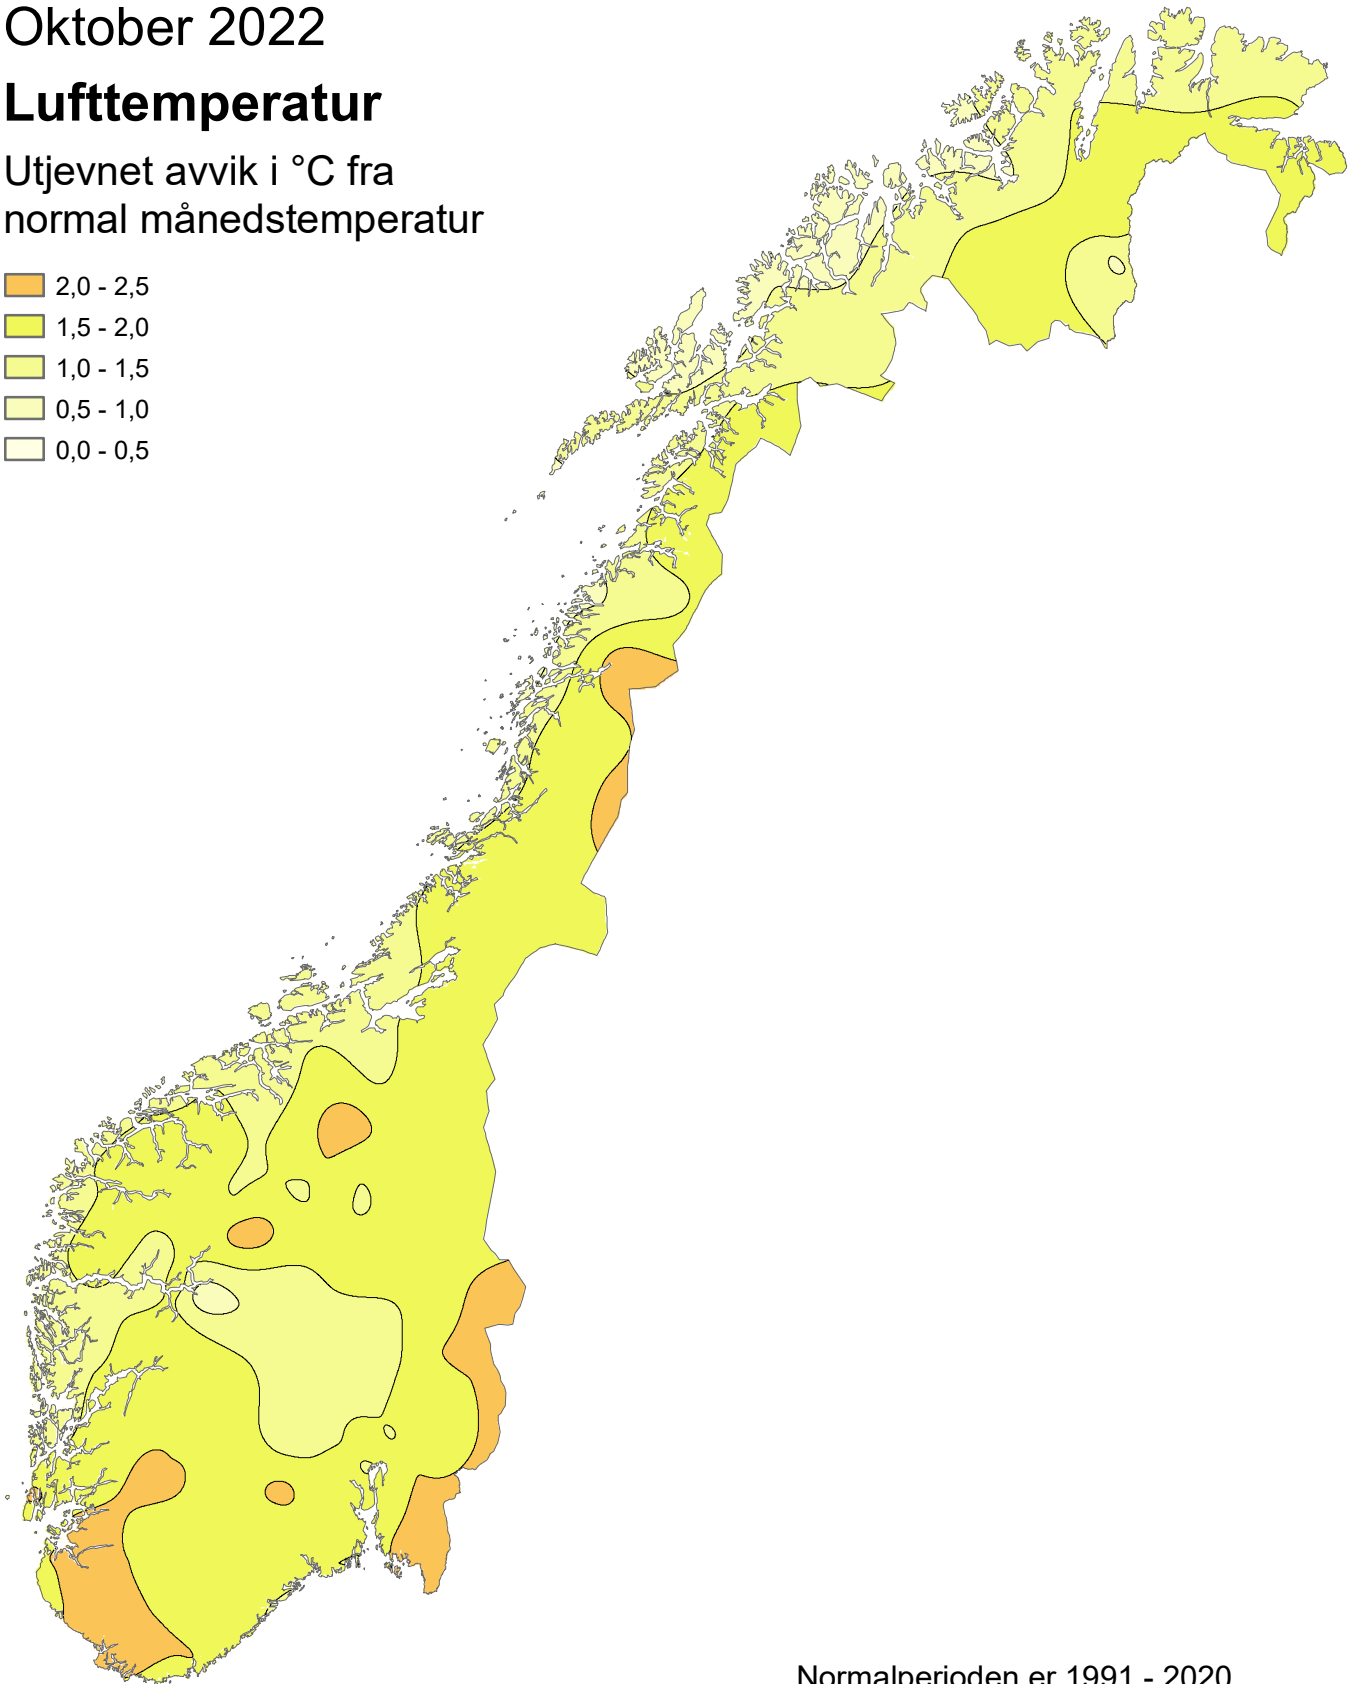 Oktober 2022
Lufttemperatur
Utjevnet avvik i °C fra
normal månedstemperatur
2,0 - 2,5
1,5 - 2,0
1,0 - 1,5
0,5 - 1,0
0,0 - 0,5
Normalperioden er 1991 - 2020